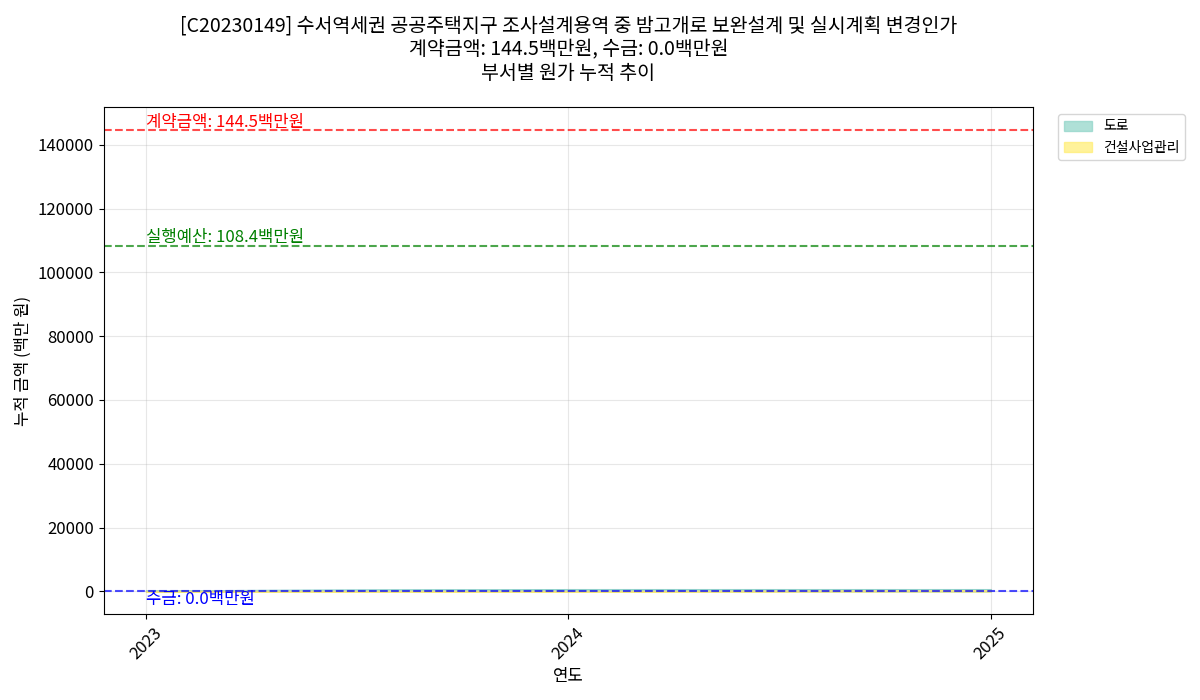 [C20230149] 수서역세권 공공주택지구 조사설계용역 중 밤고개로 보완설계 및 실시계획 변경인가
계약금액: 144.5백만원, 수금: 0.0백만원
부서별 원가 누적 추이
계약금액: 144.5백만원
실행예산: 108.4백만원
수금: 0.0백만원
140000
120000
100000
80000
60000
40000
20000
0
누적 금액 (백만 원)
2023
2024
2025
연도
도로
건설사업관리